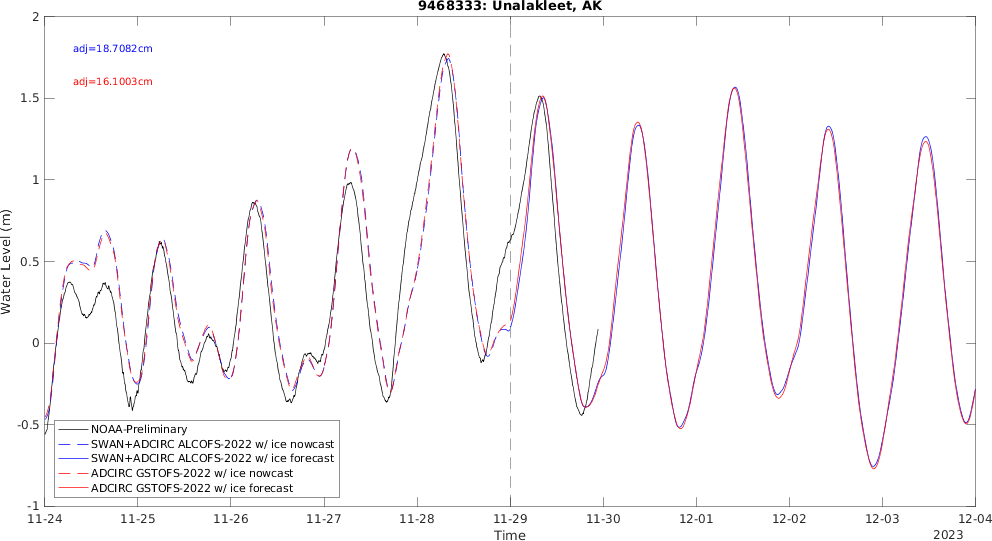 9468333: Unalakleet, AK
adj=18.7082cm
adj=16.1003cm
Water Level (m)
2
1.5
1
0.5
0
-0.5
-1
NOAA-Preliminary
SWAN+ADCIRC ALCOFS-2022 w/ ice nowcast
SWAN+ADCIRC ALCOFS-2022 w/ ice forecast
ADCIRC GSTOFS-2022 w/ ice nowcast
ADCIRC GSTOFS-2022 w/ ice forecast
11-24 11-25 11-26 11-27 11-28 11-29 11-30 12-01 12-02 12-03 12-04
Time
2023